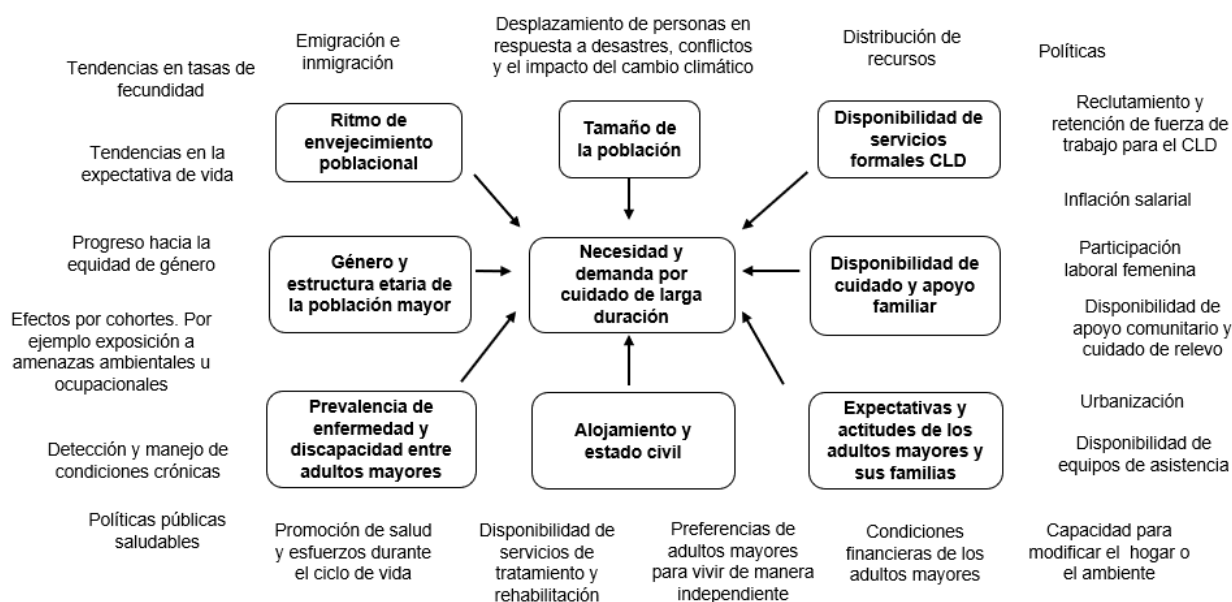 Emigración e
inmigración
Desplazamiento de personas en
respuesta a desastres, conflictos
y el impacto del cambio climático
Distribución de
recursos
Políticas
Tendencias en tasas de
fecundidad
Ritmo de
envejecimiento
poblacional
Tamaño de
la población
Disponibilidad de
servicios
formales CLD
Reclutamiento y
retención de fuerza de
trabajo para el CLD
Tendencias en la
expectativa de vida
Inflación salarial
Progreso hacia la
equidad de género
Género y
estructura etaria de
la población mayor
Necesidad y
demanda por
cuidado de larga
duración
Disponibilidad de
cuidado y apoyo
familiar
Participación
laboral femenina
Efectos por cohortes. Por
ejemplo exposición a
amenazas ambientales u
ocupacionales
Disponibilidad de
apoyo comunitario y
cuidado de relevo
Prevalencia de
enfermedad y
discapacidad entre
adultos mayores
Alojamiento y
estado civil
Expectativas y
actitudes de los
adultos mayores y
sus familias
Urbanización
Detección y manejo de
condiciones crónicas
Disponibilidad de
equipos de asistencia
Políticas públicas
saludables
Promoción de salud
y esfuerzos durante
el ciclo de vida
Disponibilidad de
servicios de
tratamiento y
rehabilitación
Preferencias de
adultos mayores
para vivir de manera
independiente
Condiciones
financieras de los
adultos mayores
Capacidad para
modificar el hogar o
el ambiente